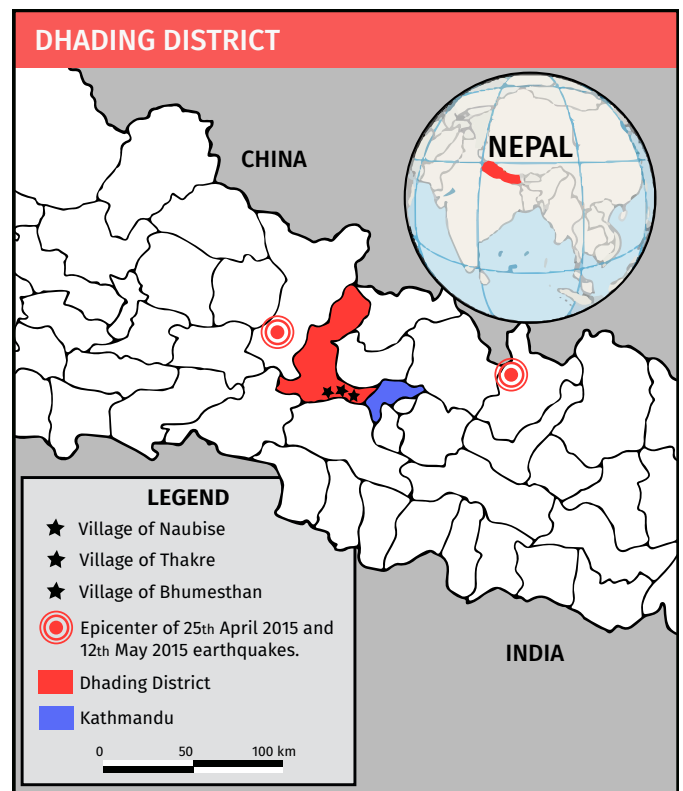 DHADING DISTRICT
CHINA
NEPAL
INDIA
LEGEND
Village of Naubise
Village of Thakre
Village of Bhumesthan
Epicenter of 25th April 2015 and
12th May 2015 earthquakes.
Dhading District
Kathmandu
0 50 100 km